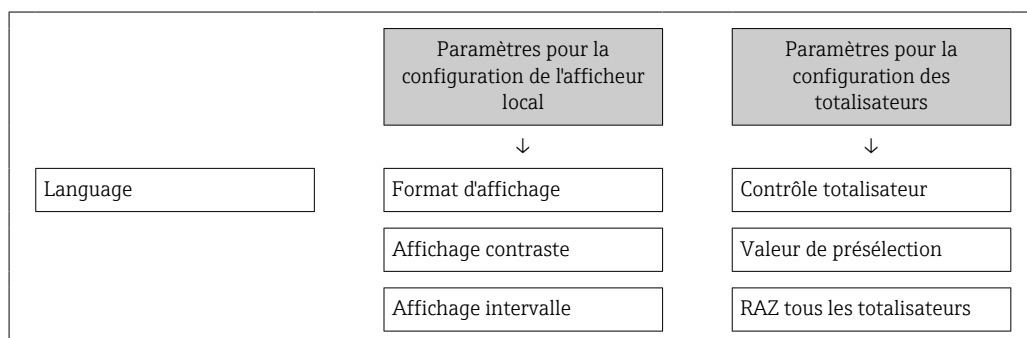 Paramètres pour la
configuration de l'afficheur
local
Paramètres pour la
configuration des
totalisateurs
↓
↓
Language
Format d'affichage
Contrôle totalisateur
Affichage contraste
Valeur de présélection
Affichage intervalle
RAZ tous les totalisateurs